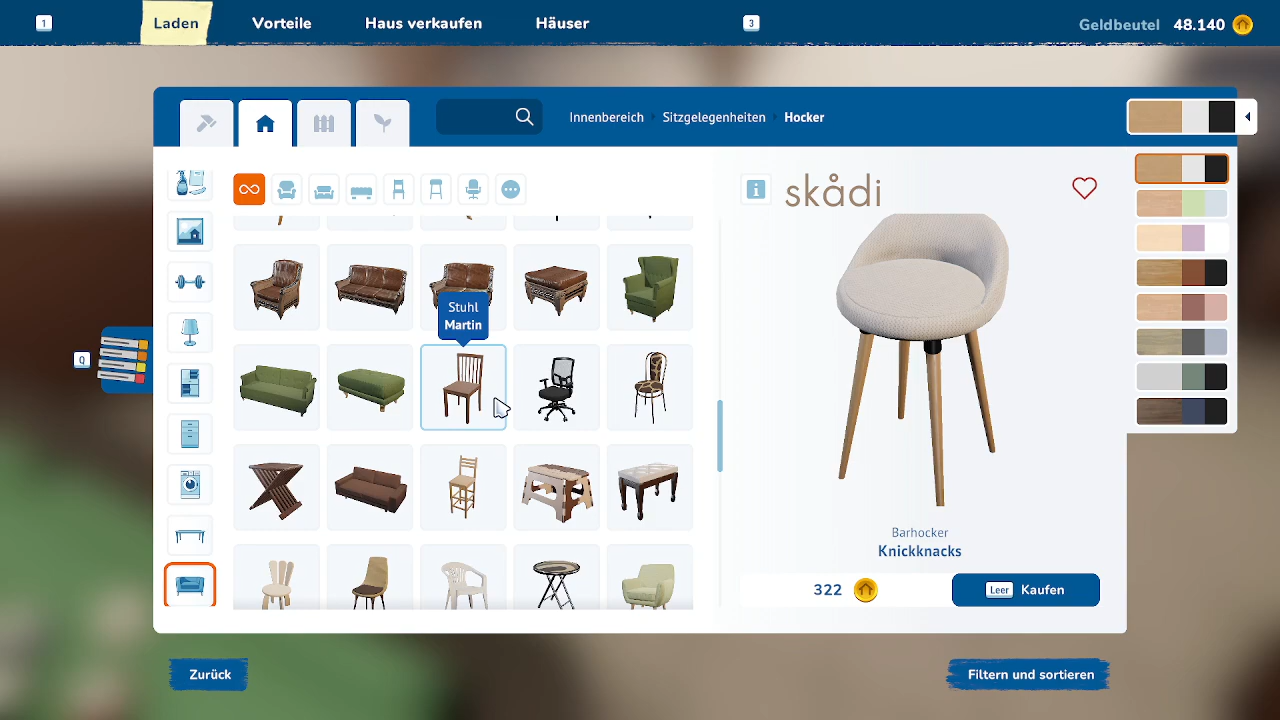 1
Laden
Vorteile
Haus verkaufen
Häuser
3
Geldbeutel 48.140
Innenbereich
Sitzgelegenheiten
Hocker
i
skådi
Stuhl
Martin
Q
Barhocker
Knickknacks
322
Leer Kaufen
Zurück
Filtern und sortieren